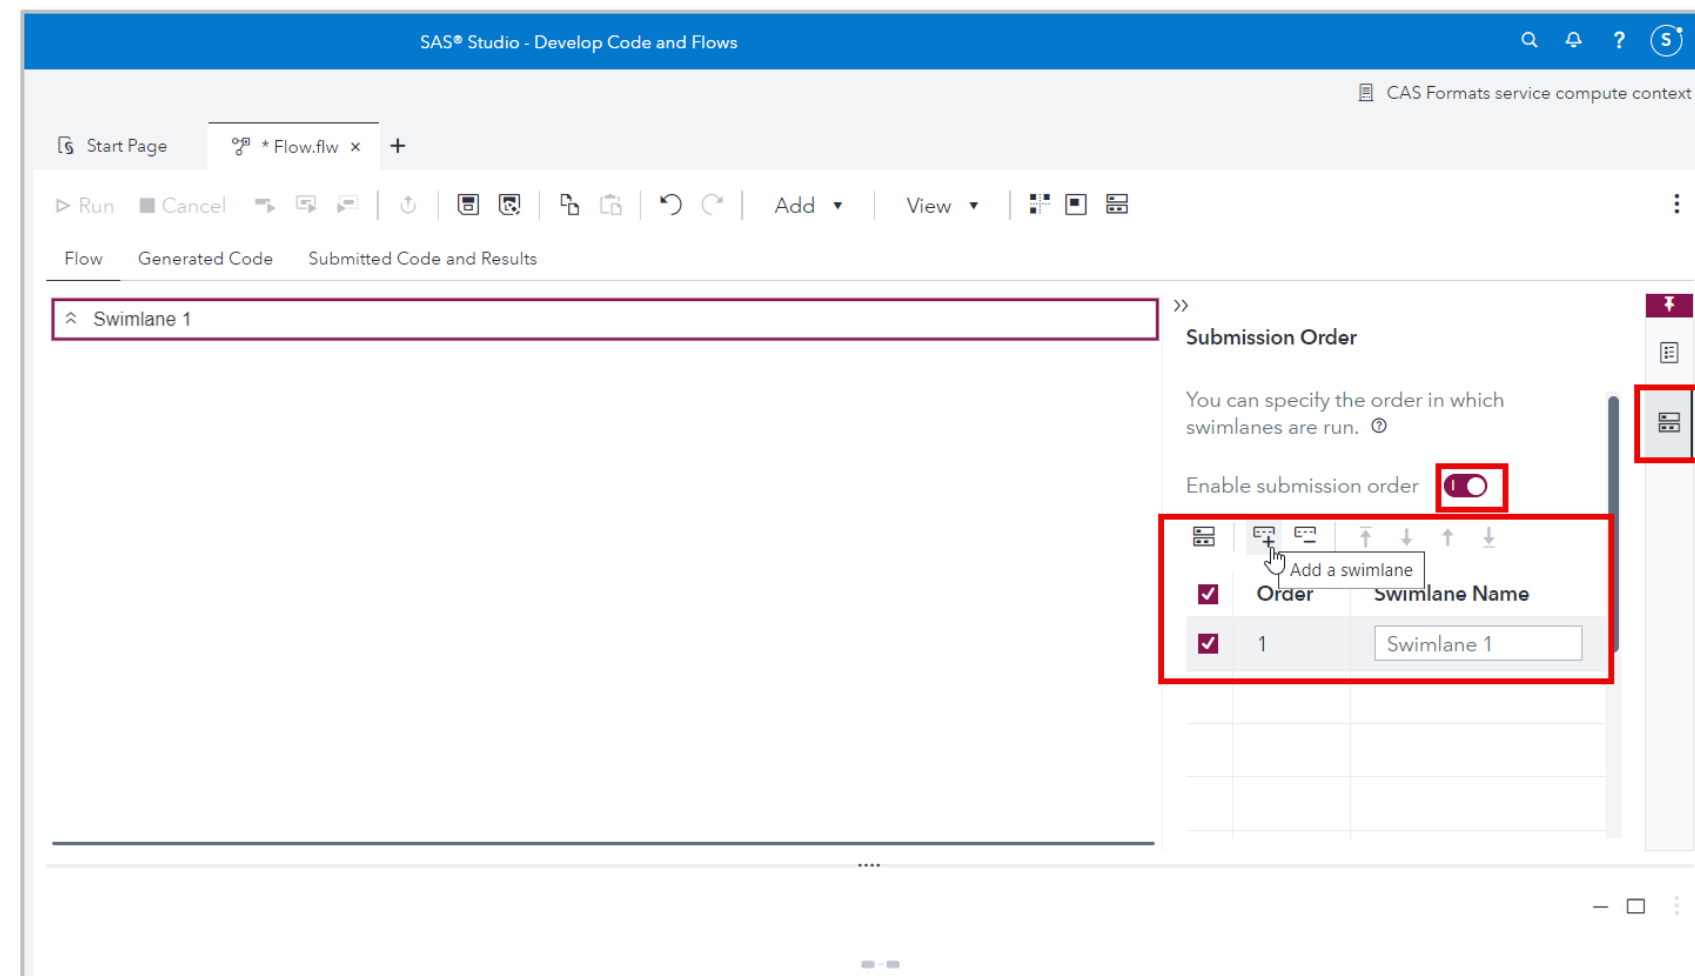 SAS® Studio - Develop Code and Flows
?
S
CAS Formats service compute context
Start Page
* Flow.flw ×
+
Run
Cancel
Add
View
Flow
Generated Code
Submitted Code and Results
Swimlane 1
Submission Order
You can specify the order in which
swimlanes are run.
Enable submission order
Add a swimlane
Order
Swimlane Name
1
Swimlane 1